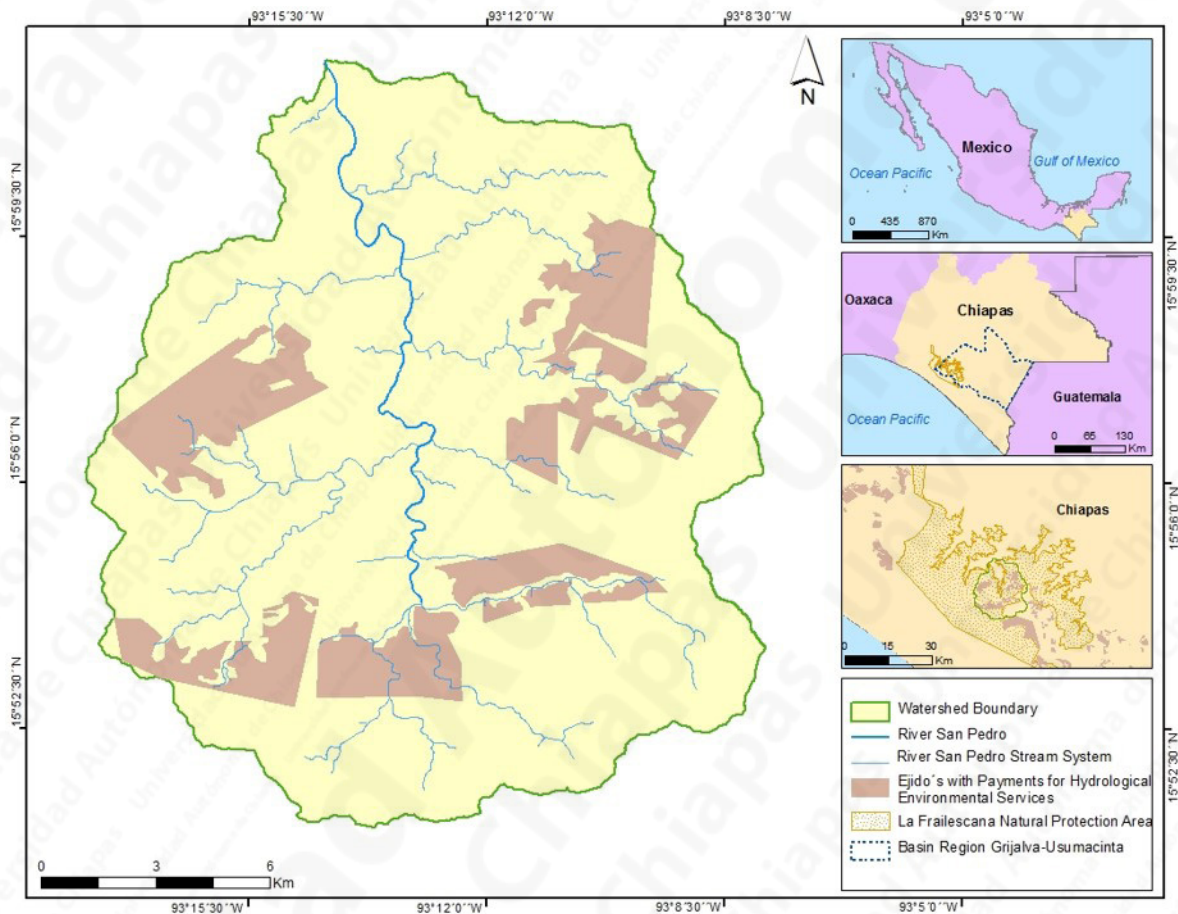 93°15'30''W
93°12'0''W
93°8'30''W
93°5'0''W
15°59'30''N
15°56'0''N
15°52'30''N
N
0 3 6
Km
Mexico
Gulf of Mexico
Ocean Pacific
0 435 870
Km
15°59'30''N
Oaxaca
Chiapas
Guatemala
Ocean Pacific
0 65 130
Km
Chiapas
15°56'0''N
0 15 30
Km
Watershed Boundary
River San Pedro
River San Pedro Stream System
Ejido´s with Payments for Hydrological
Environmental Services
La Frailescana Natural Protection Area
Basin Region Grijalva-Usumacinta
15°52'30''N
93°15'30''W
93°12'0''W
93°8'30''W
93°5'0''W
Universidad Autónoma de Chiapas